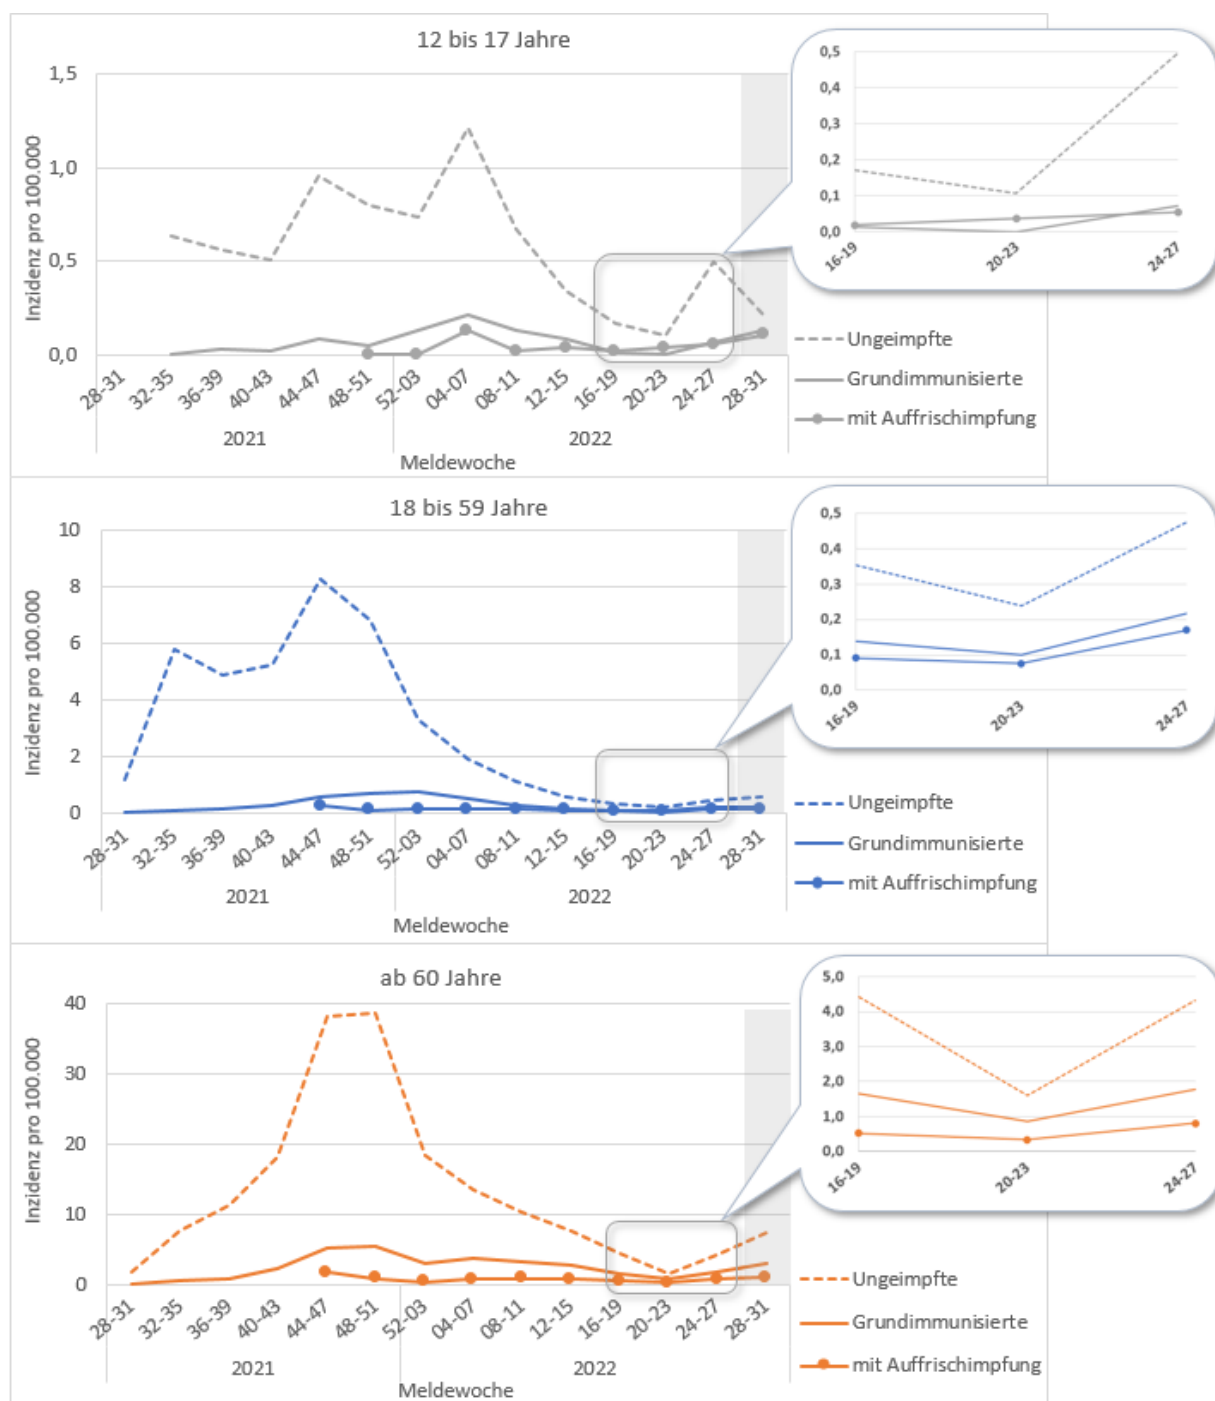 12 bis 17 Jahre
Inzidenz pro 100.000
1,5
1,0
0,5
0,0
28-31 32-35 36-39 40-43 44-47 48-51 52-03 04-07 08-11 12-15 16-19 20-23 24-27 28-31
2021 2022
Meldewoche
0,5
0,4
0,3
0,2
0,1
0,0
16-19 20-23 24-27
Ungeimpfte
Grundimmunisierte
mit Auffrischimpfung
18 bis 59 Jahre
Inzidenz pro 100.000
10
8
6
4
2
0
28-31 32-35 36-39 40-43 44-47 48-51 52-03 04-07 08-11 12-15 16-19 20-23 24-27 28-31
2021 2022
Meldewoche
0,5
0,4
0,3
0,2
0,1
0,0
16-19 20-23 24-27
Ungeimpfte
Grundimmunisierte
mit Auffrischimpfung
ab 60 Jahre
Inzidenz pro 100.000
40
30
20
10
0
28-31 32-35 36-39 40-43 44-47 48-51 52-03 04-07 08-11 12-15 16-19 20-23 24-27 28-31
2021 2022
Meldewoche
5,0
4,0
3,0
2,0
1,0
0,0
16-19 20-23 24-27
Ungeimpfte
Grundimmunisierte
mit Auffrischimpfung